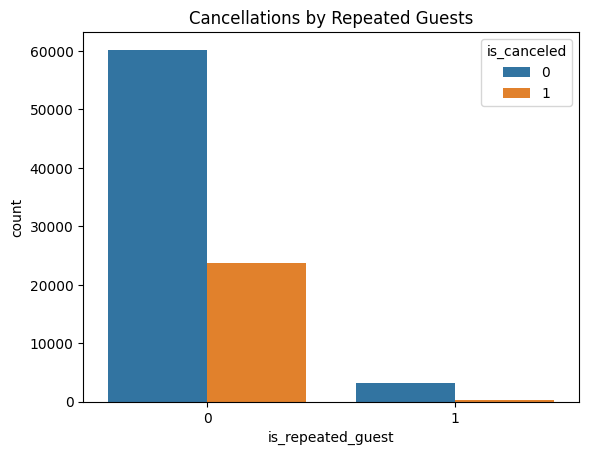 Cancellations by Repeated Guests
is_canceled
0
1
60000
50000
40000
30000
20000
10000
0
count
0
1
is_repeated_guest